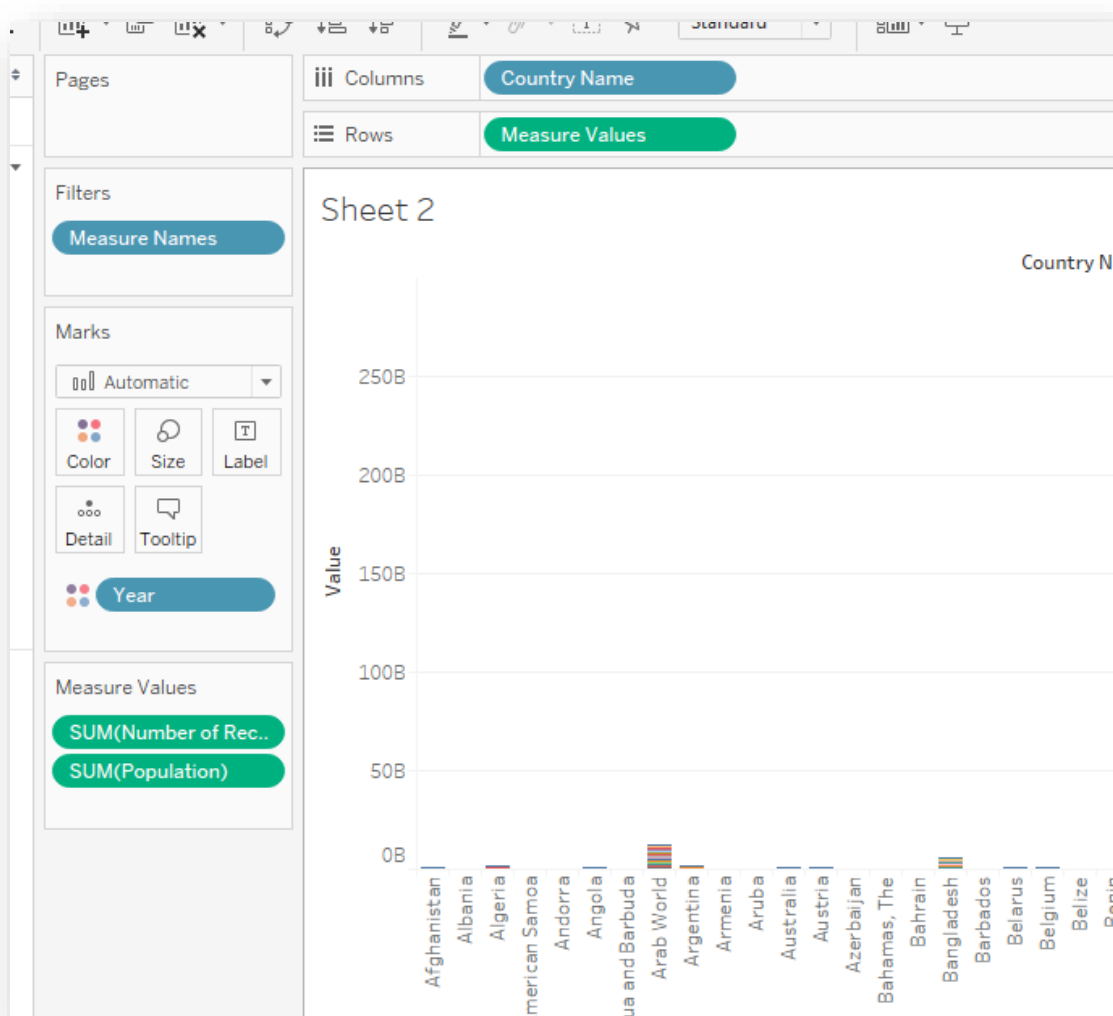 Standard
Pages
Columns
Country Name
Rows
Measure Values
Filters
Measure Names
Sheet 2
Country N
Marks
Automatic
Color
Size
Label
Detail
Tooltip
Year
Measure Values
SUM(Number of Rec..
SUM(Population)
Value
250B
200B
150B
100B
50B
0B
Afghanistan
Albania
Algeria
merican Samoa
Andorra
Angola
ua and Barbuda
Arab World
Argentina
Armenia
Aruba
Australia
Austria
Azerbaijan
Bahamas, The
Bahrain
Bangladesh
Barbados
Belarus
Belgium
Belize